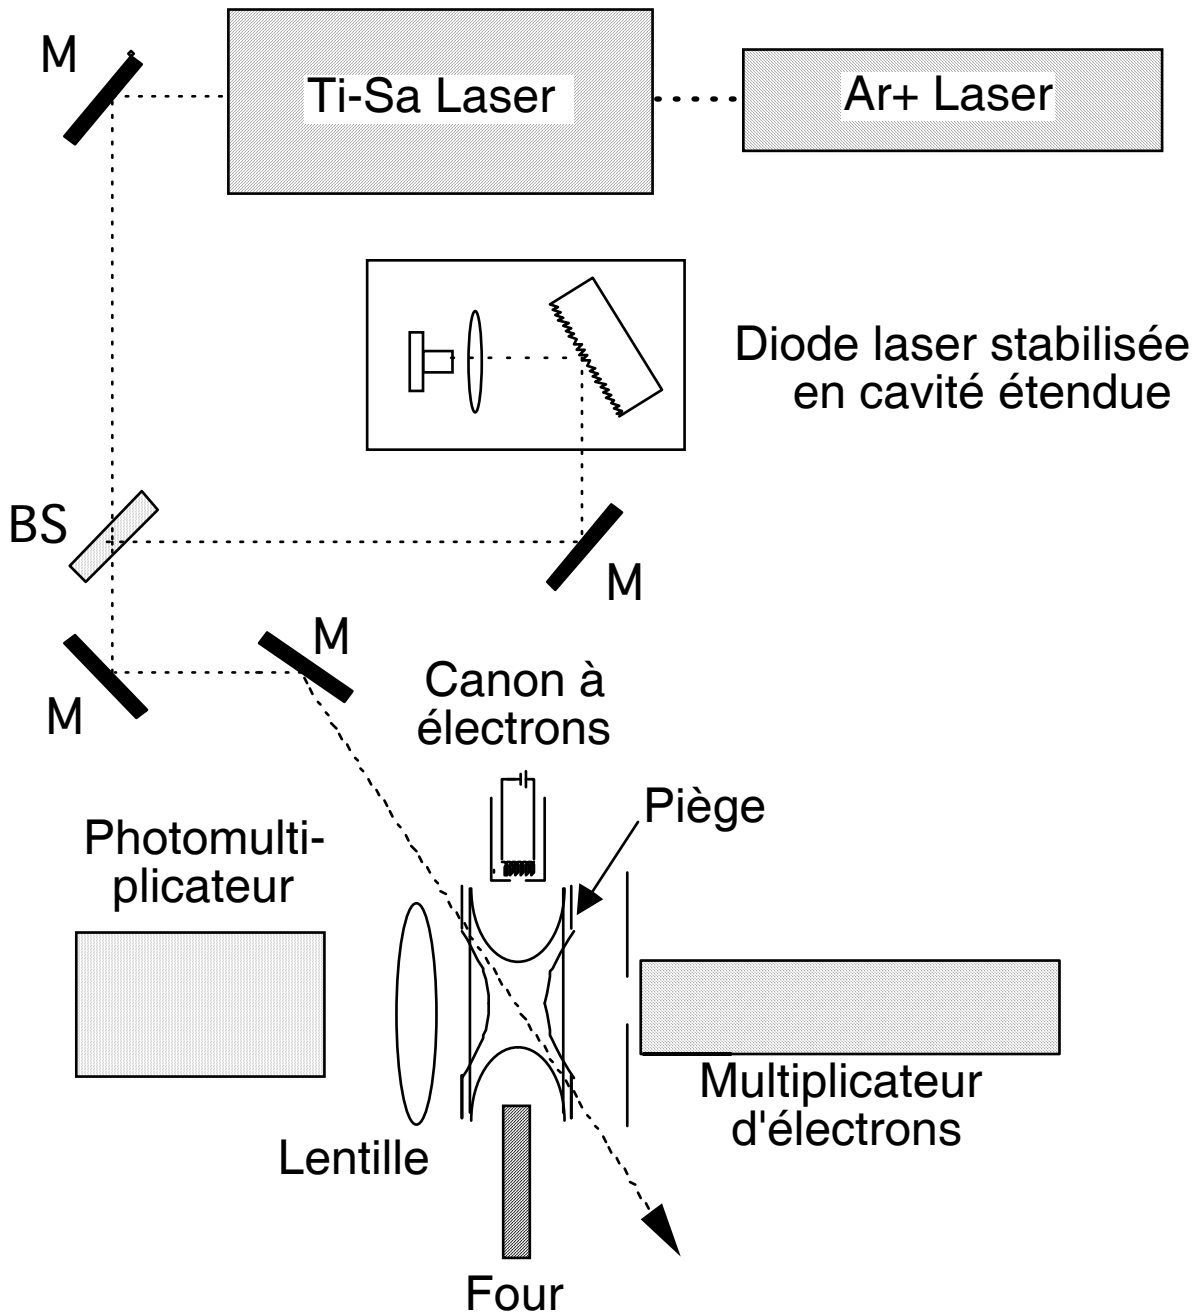 M
Ti-Sa Laser
Ar+ Laser
Diode laser stabilisée
en cavité étendue
BS
M
M
M
Canon à
électrons
Piège
Photomulti-
plicateur
Multiplicateur
d'électrons
Lentille
Four